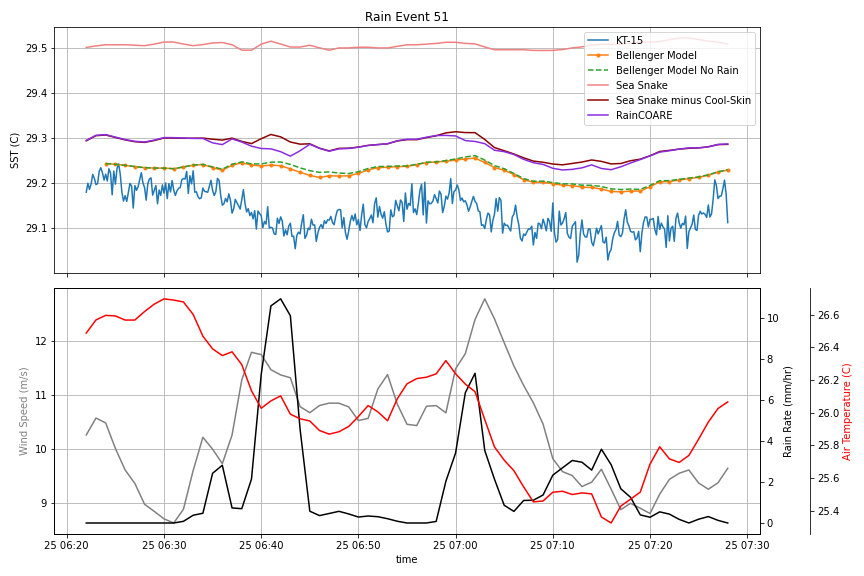 Rain Event 51
SST (C)
29.5
29.4
29.3
29.2
29.1
KT-15
Bellenger Model
Bellenger Model No Rain
Sea Snake
Sea Snake minus Cool-Skin
RainCOARE
Wind Speed (m/s)
12
11
10
9
10
8
6
4
2
0
Rain Rate (mm/hr)
26.6
26.4
26.2
26.0
25.8
25.6
25.4
Air Temperature (C)
25 06:20 25 06:30 25 06:40 25 06:50 25 07:00 25 07:10 25 07:20 25 07:30
time